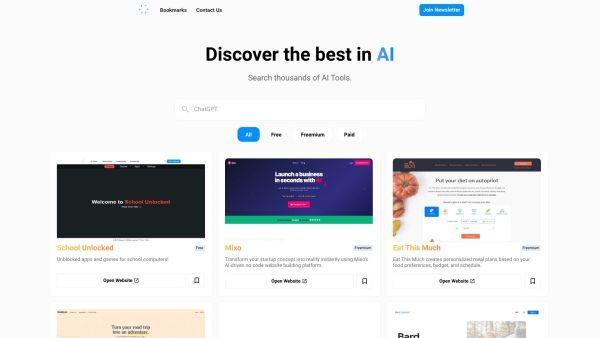 Bookmarks Contact Us
Join Newsletter
Discover the best in AI
Search thousands of AI Tools.
ChatGPT
All Free Freemium Paid
Welcome to School Unlocked
School Unlocked Free
Unblocked apps and games for school computers!
Open Website
Launch a business
in seconds with AI
Mixo Freemium
Transform your startup concept into reality instantly using Mixo's
AI-driven no code website building platform.
Open Website
Put your diet on autopilot
Eat This Much Freemium
Eat This Much creates personalized meal plans based on your
food preferences, budget, and schedule.
Open Website
Turn your road trip
into an adventure.
Bard